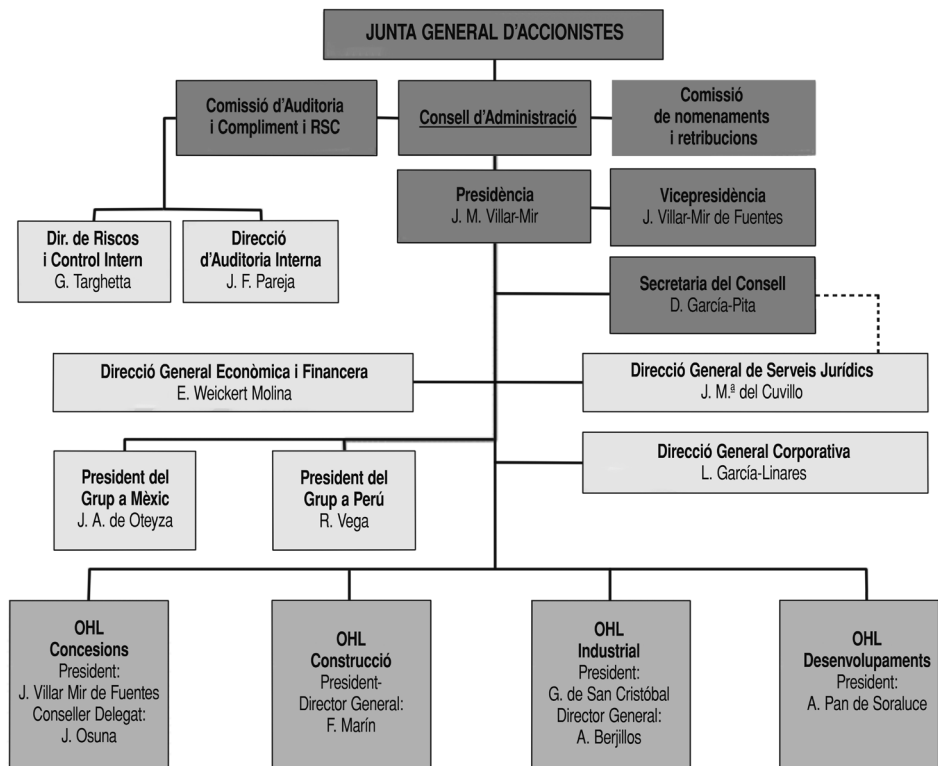 JUNTA GENERAL D'ACCIONISTES
Comissió d'Auditoria
i Compliment i RSC
Consell d'Administració
Comissió
de nomenaments
i retribucions
Presidència
J. M. Villar-Mir
Vicepresidència
J. Villar-Mir de Fuentes
Dir. de Riscos
i Control Intern
G. Targhetta
Direcció
d'Auditoria Interna
J. F. Pareja
Secretaria del Consell
D. García-Pita
Direcció General Econòmica i Financera
E. Weickert Molina
Direcció General de Serveis Jurídics
J. M.ª del Cuvillo
President del
Grup a Mèxic
J. A. de Oteyza
President del
Grup a Perú
R. Vega
Direcció General Corporativa
L. García-Linares
OHL
Concesions
President:
J. Villar Mir de Fuentes
Conseller Delegat:
J. Osuna
OHL
Construcció
President-
Director General:
F. Marín
OHL
Industrial
President:
G. de San Cristóbal
Director General:
A. Berjillos
OHL
Desenvolupaments
President:
A. Pan de Soraluce